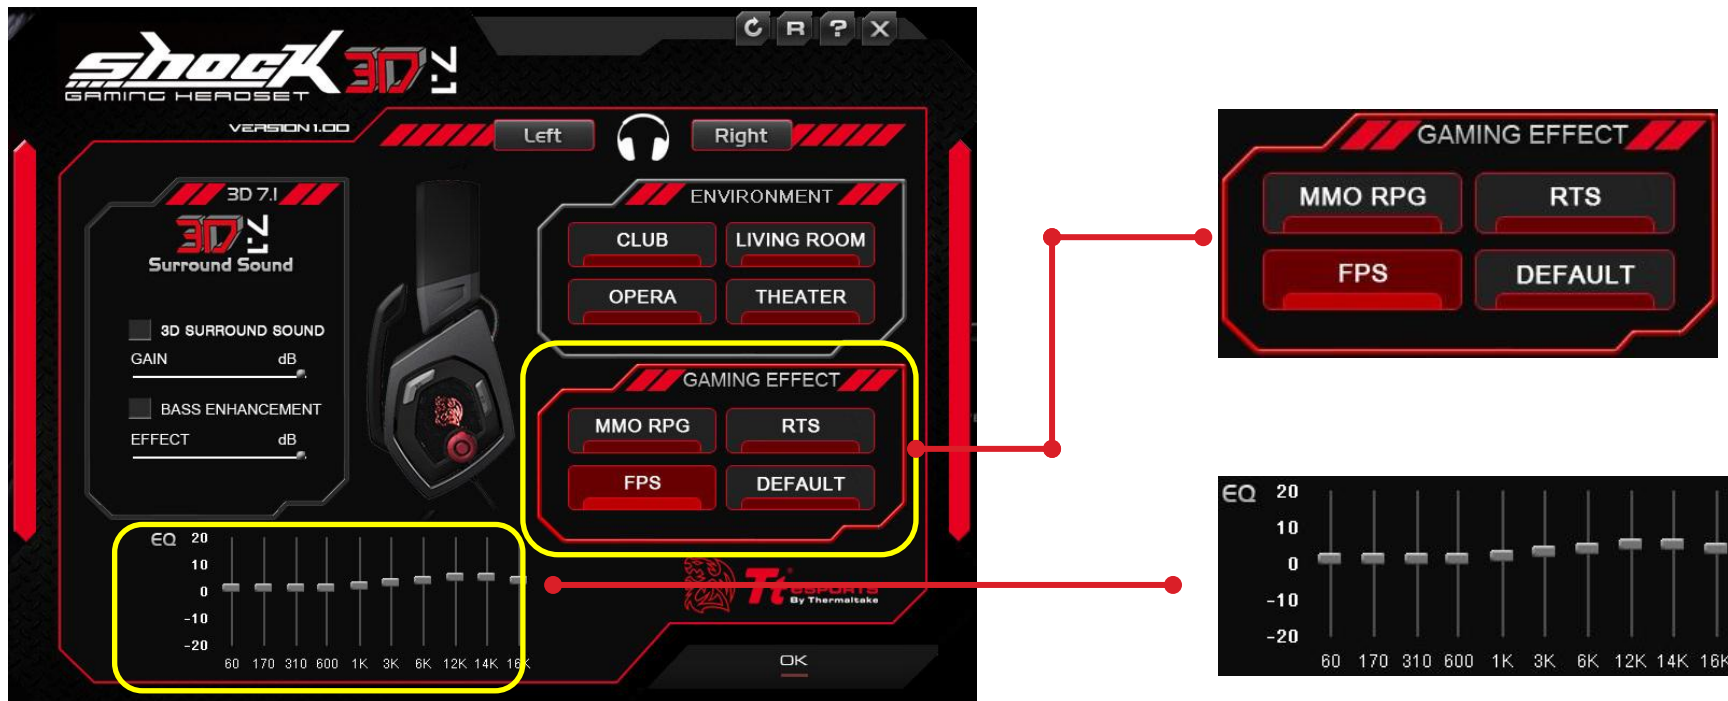 R ? X
Shock 3D 7.1
GAMING HEADSET
VERSION 1.00
Left Right
3D 7.1
3D 7.1
Surround Sound
3D SURROUND SOUND
GAIN dB
BASS ENHANCEMENT
EFFECT dB
ENVIRONMENT
CLUB LIVING ROOM
OPERA THEATER
GAMING EFFECT
MMO RPG RTS
FPS DEFAULT
EQ 20
10
0
-10
-20
60 170 310 600 1K 3K 6K 12K 14K 16K
Tt eSPORTS
By Thermaltake
OK
GAMING EFFECT
MMO RPG RTS
FPS DEFAULT
EQ 20
10
0
-10
-20
60 170 310 600 1K 3K 6K 12K 14K 16K